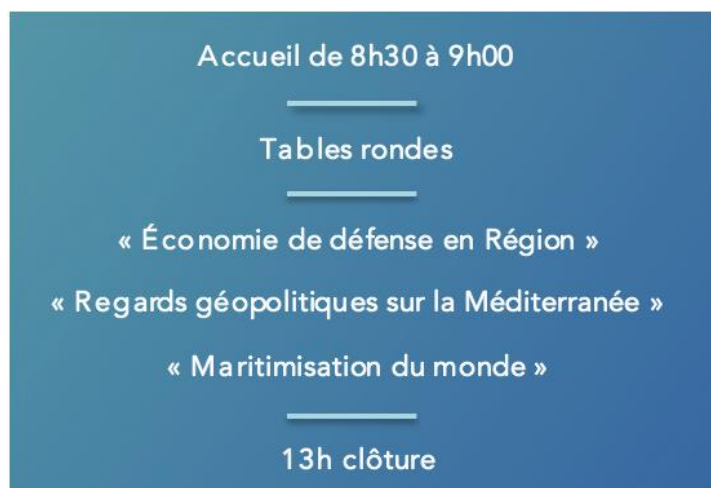 Accueil de 8h30 à 9h00
Tables rondes
« Économie de défense en Région »
« Regards géopolitiques sur la Méditerranée »
« Maritimisation du monde »
13h clôture